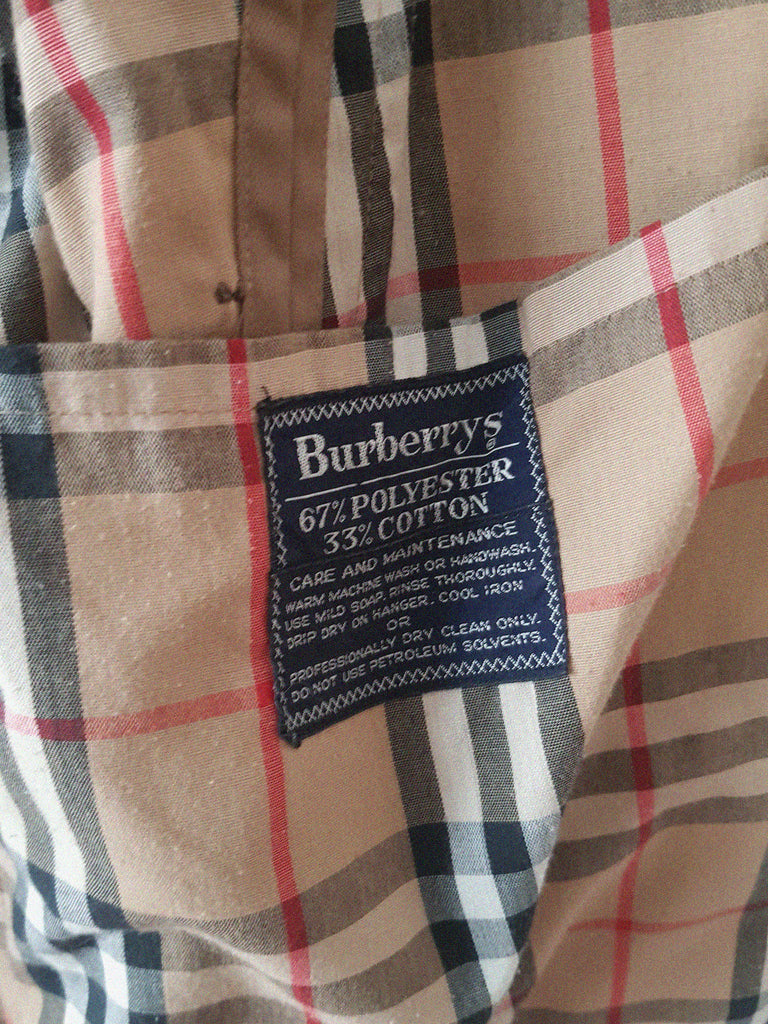 Burberrys®
67% POLYESTER
33% COTTON
CARE AND MAINTENANCE
WARM MACHINE WASH OR HANDWASH.
USE MILD SOAP. RINSE THOROUGHLY.
DRIP DRY ON HANGER. COOL IRON
OR
PROFESSIONALLY DRY CLEAN ONLY.
DO NOT USE PETROLEUM SOLVENTS.